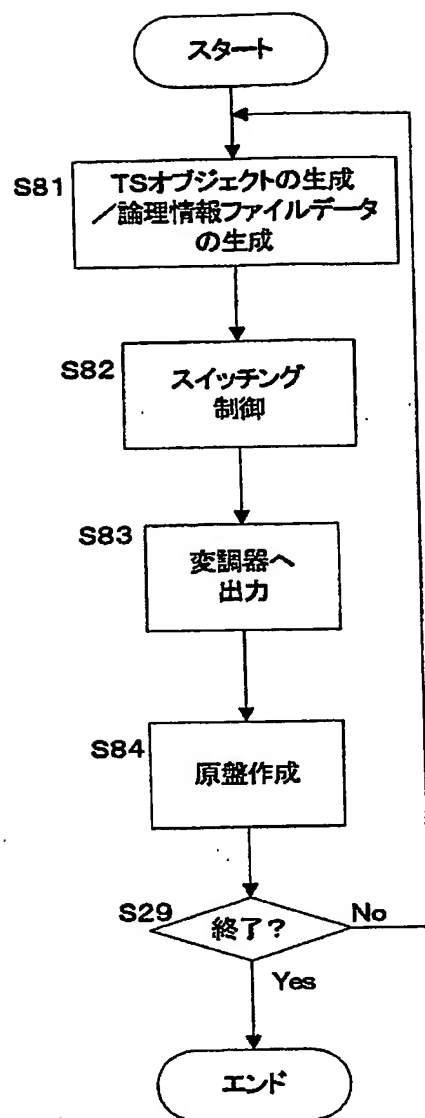 スタート
S81
TSオブジェクトの生成
／論理情報ファイルデータ
の生成
S82
スイッチング
制御
S83
変調器へ
出力
S84
原盤作成
S29
終了？
No
Yes
エンド